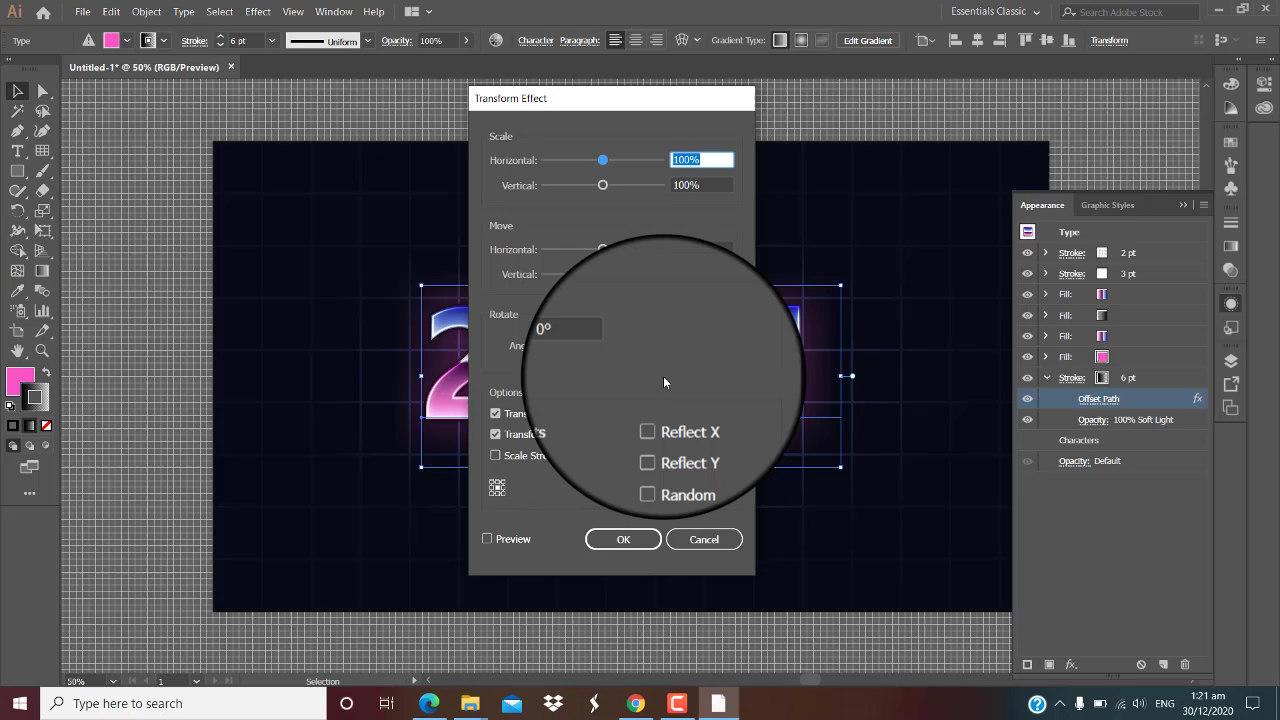 Ai File Edit Object Type Select Effect View Window Help Essentials Classic Search Adobe Stock
Type Stroke: 6 pt Uniform Opacity: 100% Character Paragraph: Gradient Type: Edit Gradient Transform
Untitled-1* @ 50% (RGB/Preview)
Transform Effect
Scale
Horizontal: 100%
Vertical: 100%
Move
Horizontal:
Vertical:
Rotate
0°
Options
Reflect X
Reflect Y
Scale
Random
Preview OK Cancel
Appearance Graphic Styles
Type
Stroke: 2 pt
Stroke: 3 pt
Fill:
Fill:
Fill:
Fill:
Stroke: 6 pt
Offset Path fx
Opacity: 100% Soft Light
Characters
Opacity: Default
fx.
2
50% 1 Selection
Type here to search
ENG 1:21 am
30/12/2020